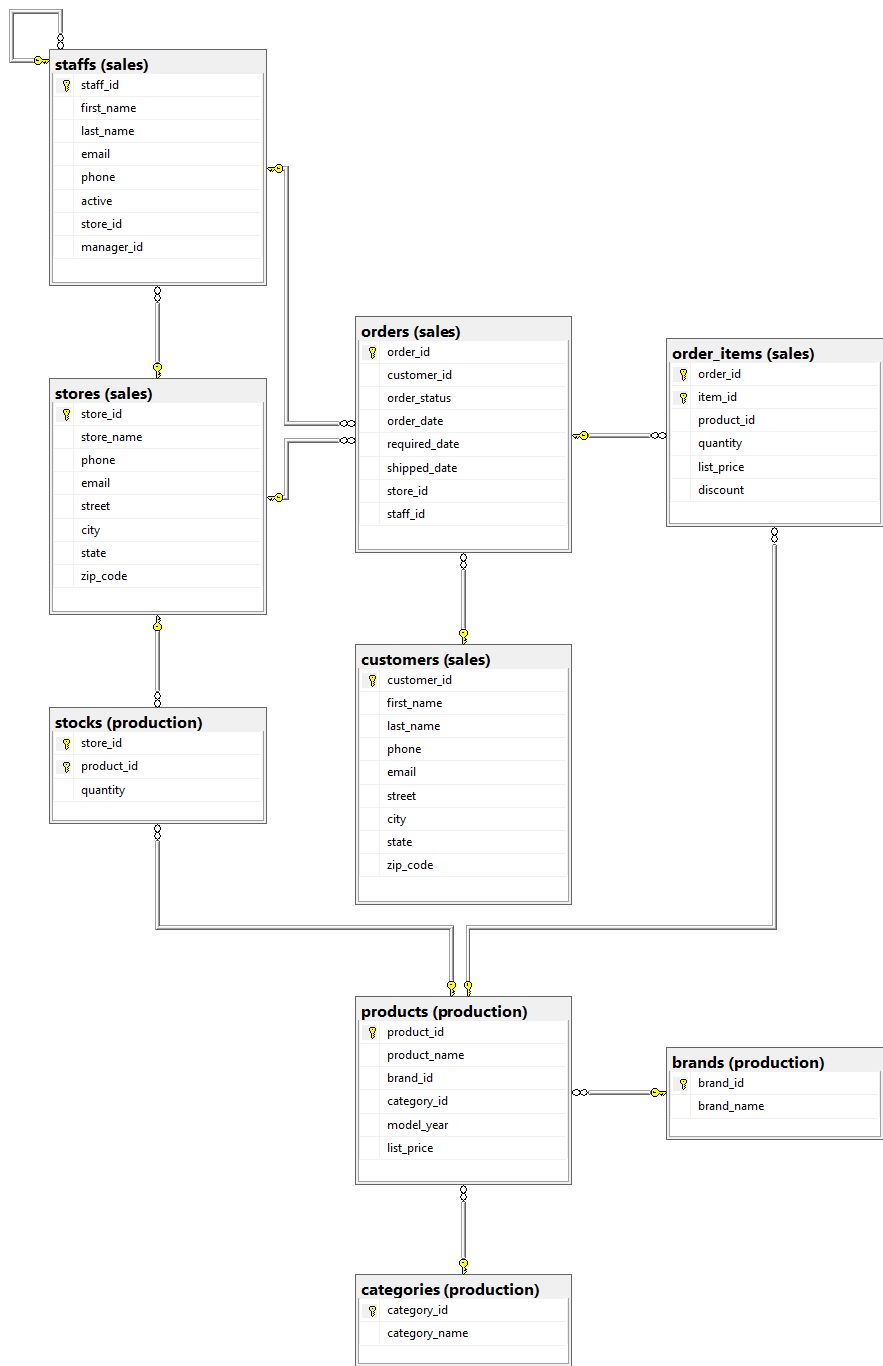 staffs (sales)
staff_id
first_name
last_name
email
phone
active
store_id
manager_id
stores (sales)
store_id
store_name
phone
email
street
city
state
zip_code
orders (sales)
order_id
customer_id
order_status
order_date
required_date
shipped_date
store_id
staff_id
order_items (sales)
order_id
item_id
product_id
quantity
list_price
discount
customers (sales)
customer_id
first_name
last_name
phone
email
street
city
state
zip_code
stocks (production)
store_id
product_id
quantity
products (production)
product_id
product_name
brand_id
category_id
model_year
list_price
brands (production)
brand_id
brand_name
categories (production)
category_id
category_name